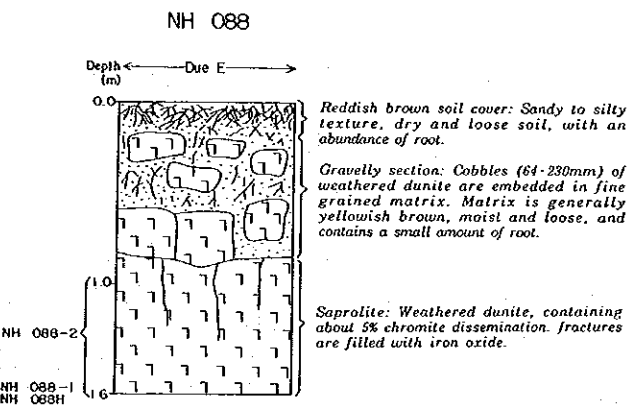 NH 088
Depth Due E
(m)
0.0
Reddish brown soil cover: Sandy to silty
texture, dry and loose soil, with an
abundance of root.
Gravelly section: Cobbles (64-230mm) of
weathered dunite are embedded in fine
grained matrix. Matrix is generally
yellowish brown, moist and loose, and
contains a small amount of root.
1.0
Saprolite: Weathered dunite, containing
about 5% chromite dissemination. fractures
are filled with iron oxide.
NH 088-2
NH 088-1
1.6
NH 088H